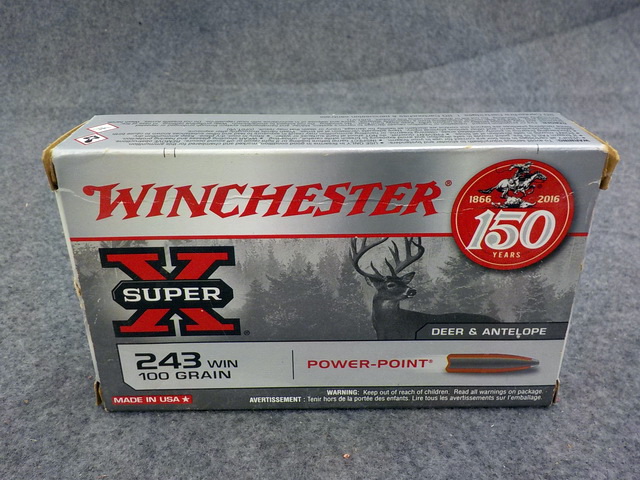 WINCHESTER®
1866 2016
150
YEARS
X
SUPER
DEER & ANTELOPE
243 WIN
100 GRAIN
POWER-POINT®
MADE IN USA ★
WARNING: Keep out of reach of children. Read all warnings on package.
AVERTISSEMENT : Tenir hors de la portée des enfants. Lire tous les avertissements sur l'emballage.